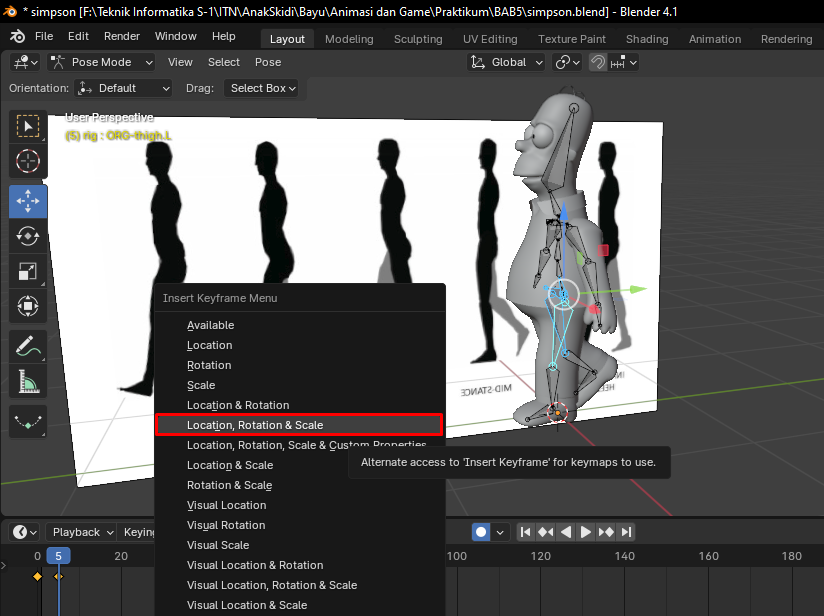 * simpson [F:\Teknik Informatika S-1\ITN\AnakSkidi\Bayu\Animasi dan Game\Praktikum\BAB5\simpson.blend] - Blender 4.1
File Edit Render Window Help Layout Modeling Sculpting UV Editing Texture Paint Shading Animation Rendering
Pose Mode View Select Pose Global
Orientation: Default Drag: Select Box
User Perspective
(5) rig : ORG-thigh.L
Insert Keyframe Menu
Available
Location
Rotation
Scale
Location & Rotation
Location, Rotation & Scale
Location, Rotation, Scale & Custom Properties
Location & Scale
Rotation & Scale
Visual Location
Visual Rotation
Visual Scale
Visual Location & Rotation
Visual Location, Rotation & Scale
Visual Location & Scale
MID-STANCE
Alternate access to 'Insert Keyframe' for keymaps to use.
Playback Keying
0 5 20 100 120 140 160 180